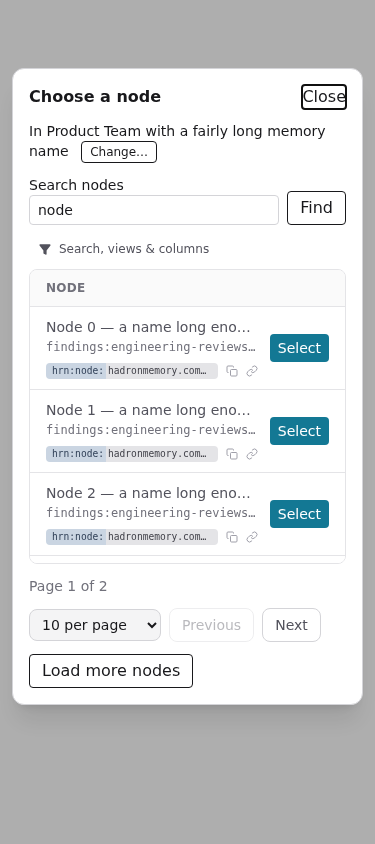 Choose a node
Close
In Product Team with a fairly long memory
name
Change…
Search nodes
node
Find
Search, views & columns
NODE
Node 0 — a name long eno…
findings:engineering-reviews…
hrn:node: hadronmemory.com…
Select
Node 1 — a name long eno…
findings:engineering-reviews…
hrn:node: hadronmemory.com…
Select
Node 2 — a name long eno…
findings:engineering-reviews…
hrn:node: hadronmemory.com…
Select
Page 1 of 2
10 per page
Previous
Next
Load more nodes